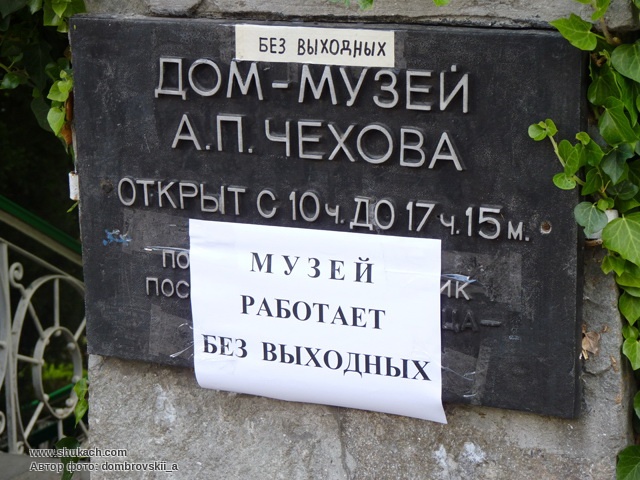 БЕЗ ВЫХОДНЫХ
ДОМ-МУЗЕЙ
А.П. ЧЕХОВА
ОТКРЫТ С 10ч. ДО 17ч. 15м.
МУЗЕЙ
РАБОТАЕТ
БЕЗ ВЫХОДНЫХ
www.shukach.com
Автор фото: dombrovskii_a